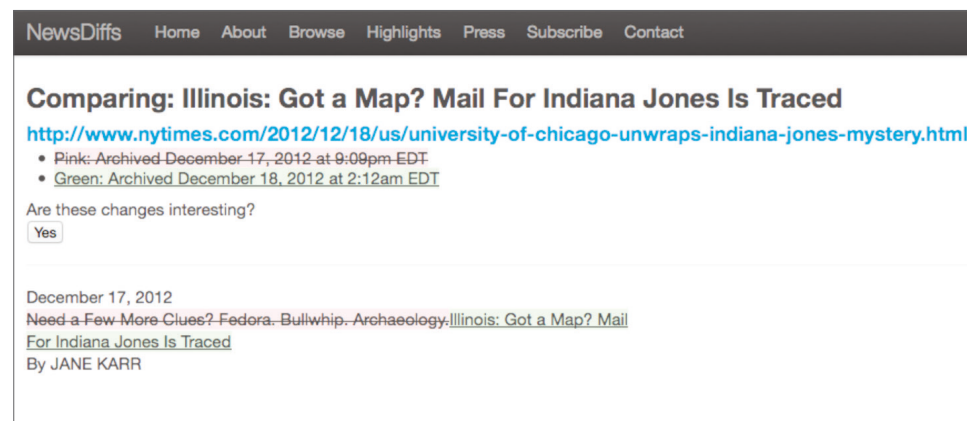 NewsDiffs Home About Browse Highlights Press Subscribe Contact
Comparing: Illinois: Got a Map? Mail For Indiana Jones Is Traced
http://www.nytimes.com/2012/12/18/us/university-of-chicago-unwraps-indiana-jones-mystery.html
Pink: Archived December 17, 2012 at 9:09pm EDT
Green: Archived December 18, 2012 at 2:12am EDT
Are these changes interesting?
Yes
December 17, 2012
Need a Few More Clues? Fedora. Bullwhip. Archaeology.Illinois: Got a Map? Mail
For Indiana Jones Is Traced
By JANE KARR